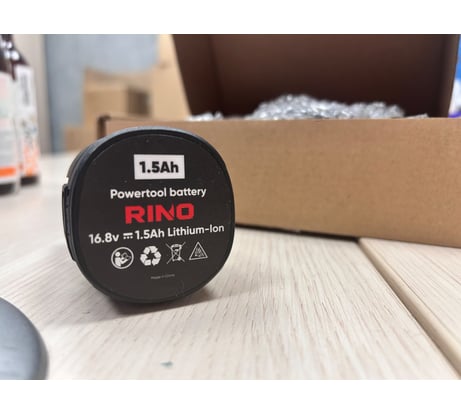 1.5Ah
Powertool battery
RINO
16.8v ⎓ 1.5Ah Lithium-Ion
Made in China